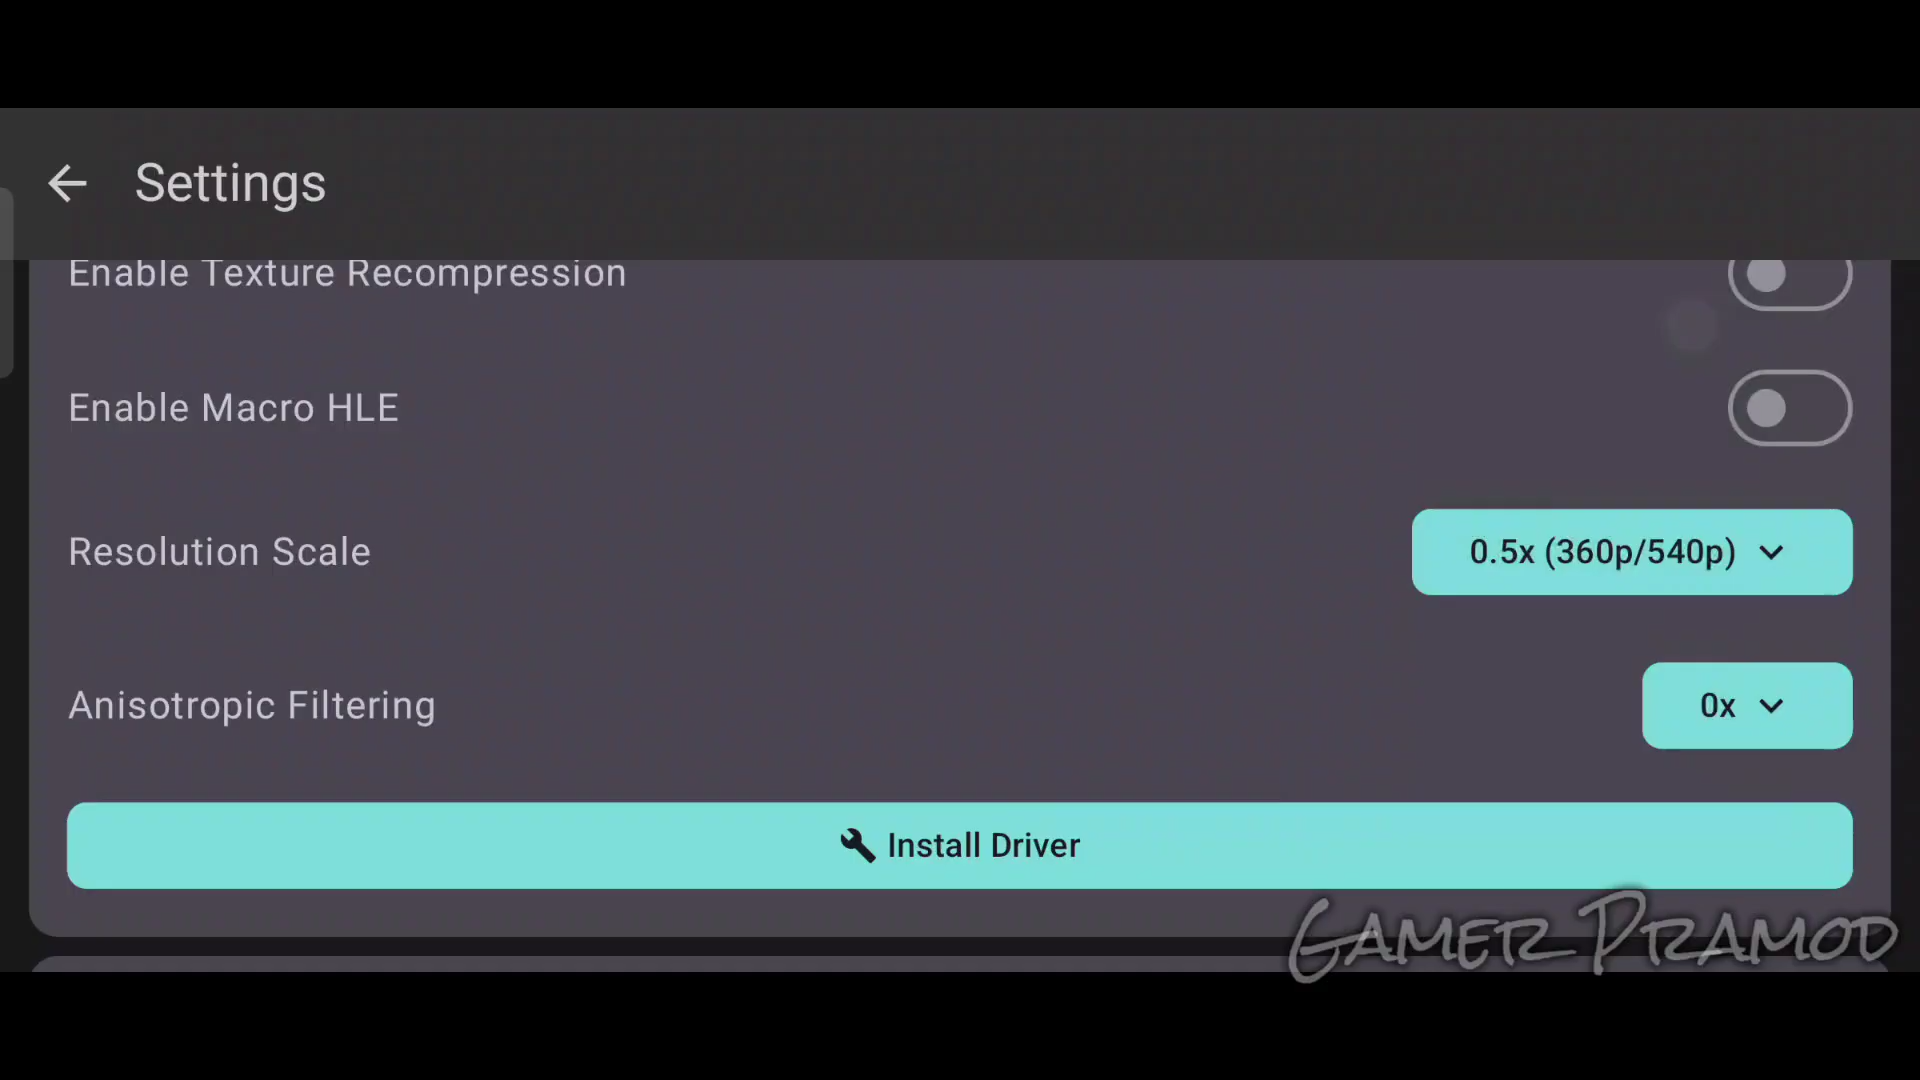 Settings
Enable Texture Recompression
Enable Macro HLE
Resolution Scale
0.5x (360p/540p)
Anisotropic Filtering
0x
Install Driver
GAMER PRAMOD